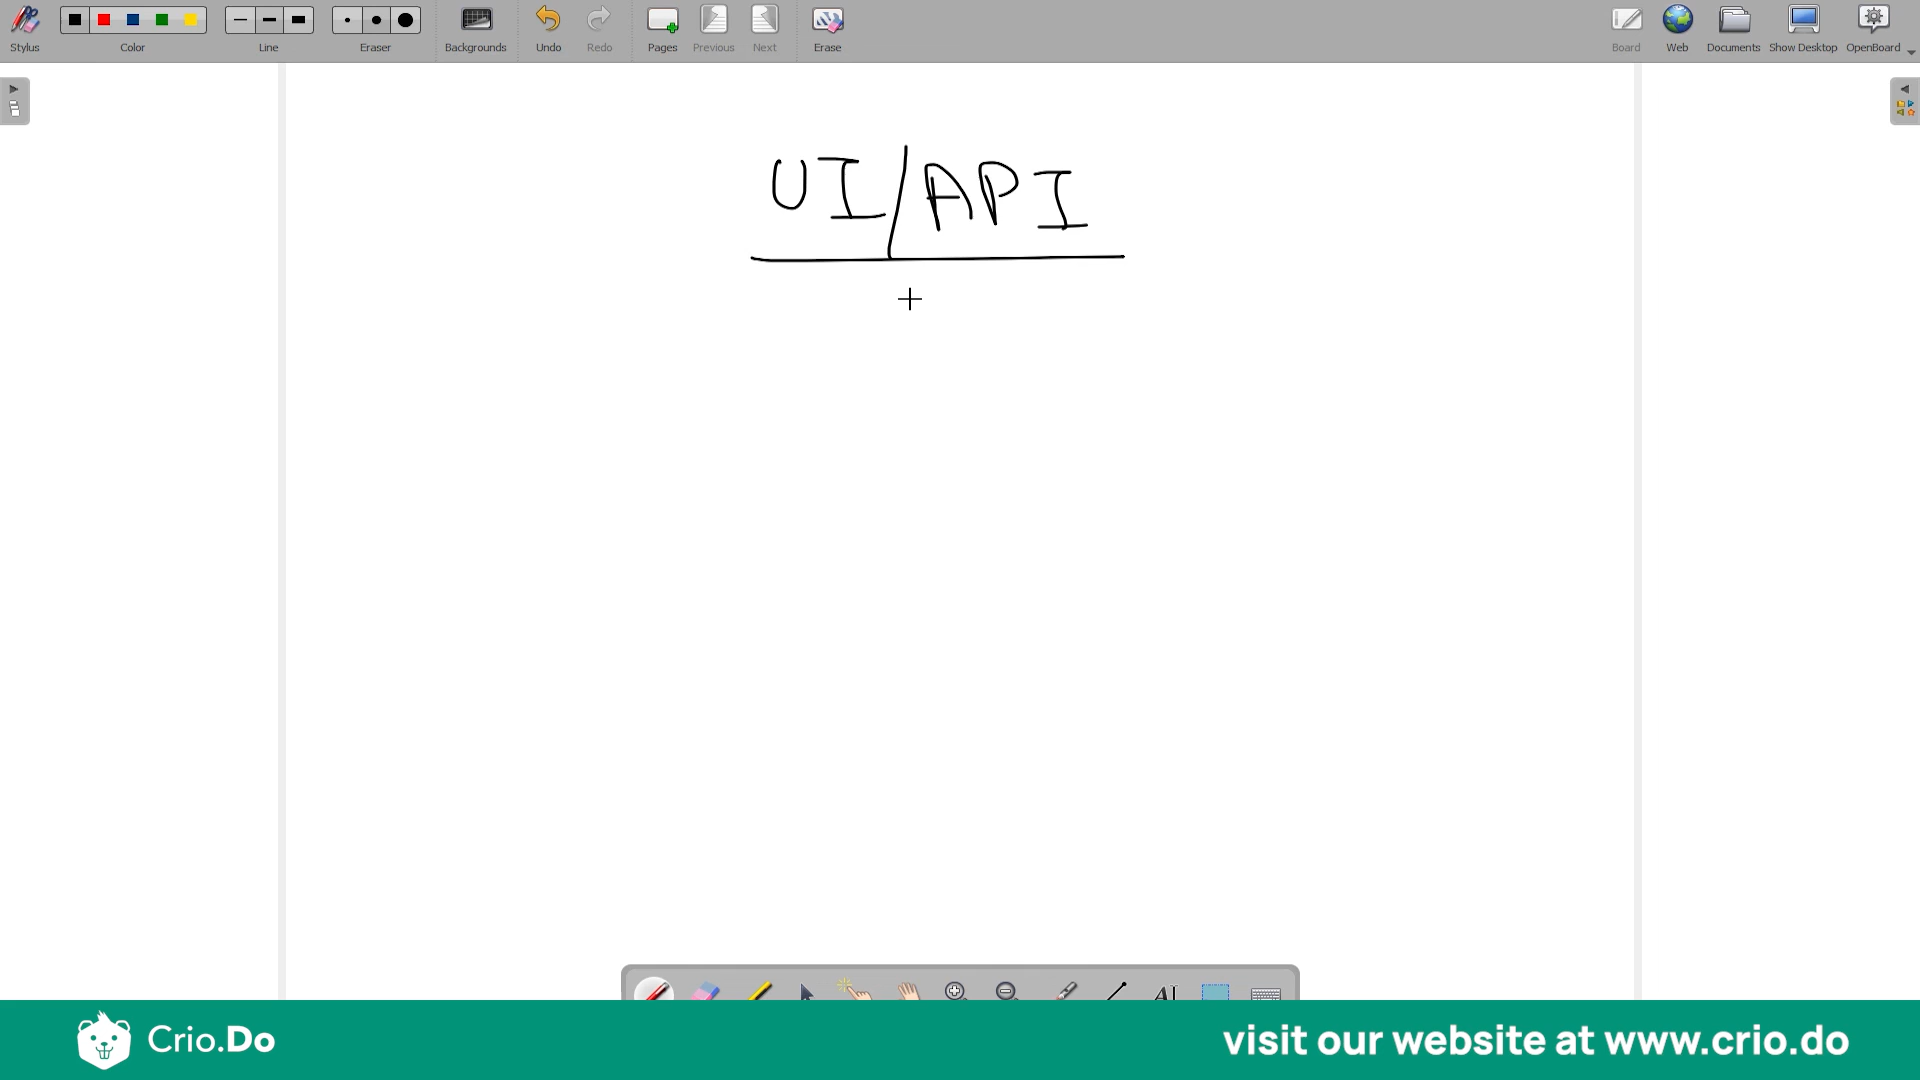 Stylus Color Line Eraser Backgrounds Undo Redo Pages Previous Next Erase Board Web Documents Show Desktop OpenBoard
UI/API
Crio.Do visit our website at www.crio.do